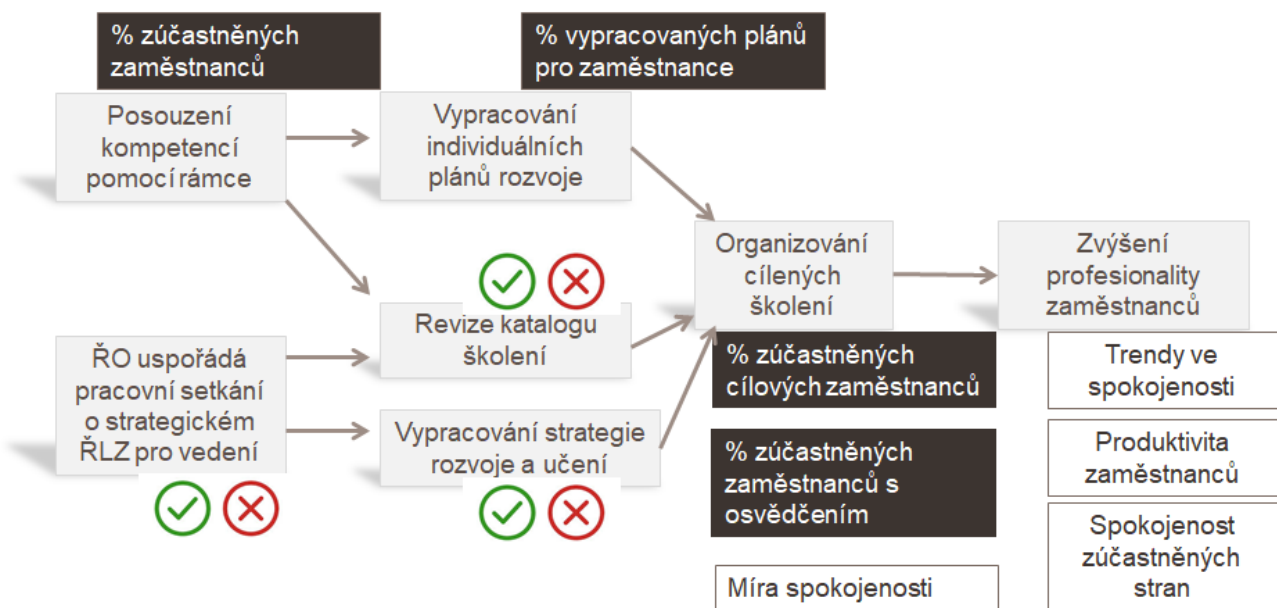 % zúčastněných
zaměstnanců
% vypracovaných plánů
pro zaměstnance
Posouzení
kompetencí
pomocí rámce
Vypracování
individuálních
plánů rozvoje
Organizování
cílených
školení
Zvýšení
profesionality
zaměstnanců
Revize katalogu
školení
ŘO uspořádá
pracovní setkání
o strategickém
ŘLZ pro vedení
Vypracování strategie
rozvoje a učení
% zúčastněných
cílových zaměstnanců
% zúčastněných
zaměstnanců s
osvědčením
Míra spokojenosti
Trendy ve
spokojenosti
Produktivita
zaměstnanců
Spokojenost
zúčastněných
stran